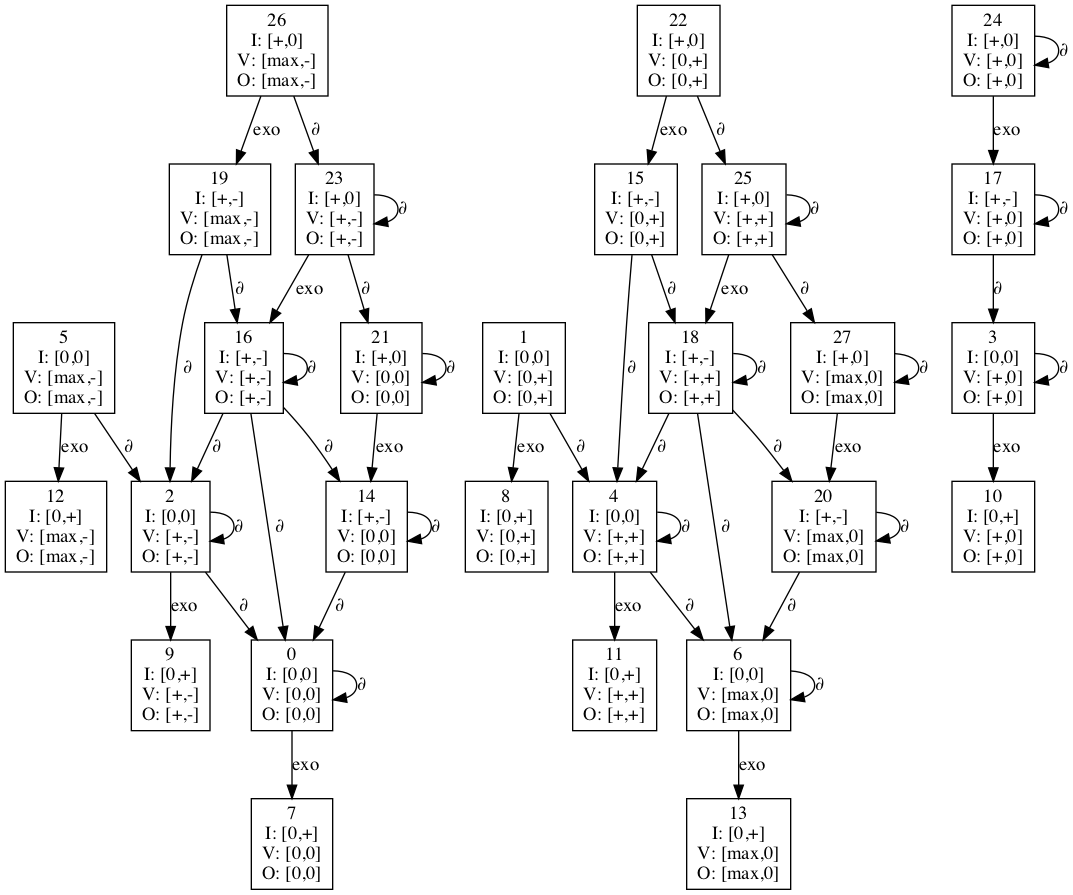 26
I: [+,0]
V: [max,-]
O: [max,-]
22
I: [+,0]
V: [0,+]
O: [0,+]
24
I: [+,0]
V: [+,0]
O: [+,0]
∂
exo
∂
exo
∂
exo
19
I: [+,-]
V: [max,-]
O: [max,-]
23
I: [+,0]
V: [+,-]
O: [+,-]
∂
15
I: [+,-]
V: [0,+]
O: [0,+]
25
I: [+,0]
V: [+,+]
O: [+,+]
∂
17
I: [+,-]
V: [+,0]
O: [+,0]
∂
∂
exo
∂
∂
exo
∂
∂
5
I: [0,0]
V: [max,-]
O: [max,-]
∂
16
I: [+,-]
V: [+,-]
O: [+,-]
∂
21
I: [+,0]
V: [0,0]
O: [0,0]
∂
1
I: [0,0]
V: [0,+]
O: [0,+]
∂
18
I: [+,-]
V: [+,+]
O: [+,+]
∂
27
I: [+,0]
V: [max,0]
O: [max,0]
∂
3
I: [0,0]
V: [+,0]
O: [+,0]
∂
exo
∂
∂
∂
exo
exo
∂
∂
∂
exo
exo
12
I: [0,+]
V: [max,-]
O: [max,-]
2
I: [0,0]
V: [+,-]
O: [+,-]
∂
∂
14
I: [+,-]
V: [0,0]
O: [0,0]
∂
8
I: [0,+]
V: [0,+]
O: [0,+]
4
I: [0,0]
V: [+,+]
O: [+,+]
∂
∂
20
I: [+,-]
V: [max,0]
O: [max,0]
∂
10
I: [0,+]
V: [+,0]
O: [+,0]
exo
∂
∂
exo
∂
∂
9
I: [0,+]
V: [+,-]
O: [+,-]
0
I: [0,0]
V: [0,0]
O: [0,0]
∂
11
I: [0,+]
V: [+,+]
O: [+,+]
6
I: [0,0]
V: [max,0]
O: [max,0]
∂
exo
exo
7
I: [0,+]
V: [0,0]
O: [0,0]
13
I: [0,+]
V: [max,0]
O: [max,0]